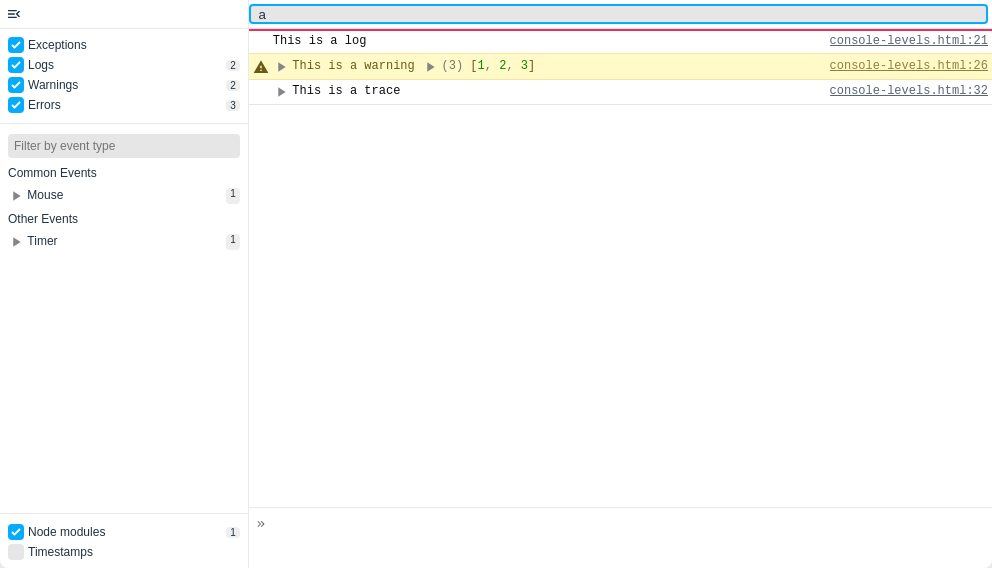 a
Exceptions
Logs 2
Warnings 2
Errors 3
Filter by event type
Common Events
Mouse 1
Other Events
Timer 1
Node modules 1
Timestamps
This is a log console-levels.html:21
This is a warning (3) [1, 2, 3] console-levels.html:26
This is a trace console-levels.html:32
»